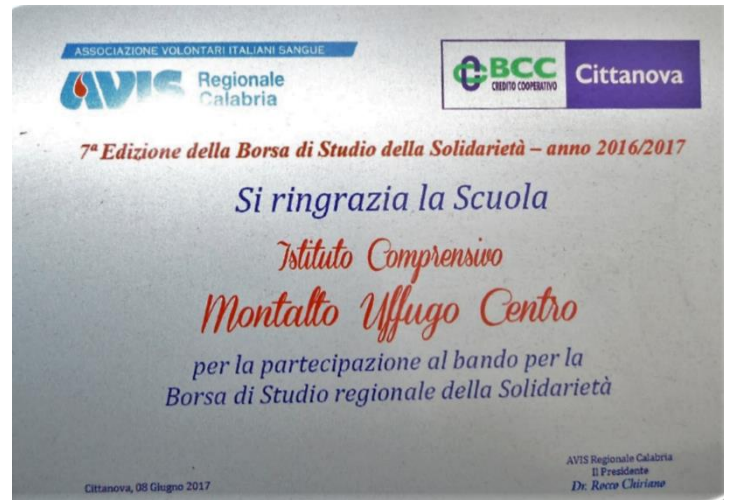 ASSOCIAZIONE VOLONTARI ITALIANI SANGUE
AVIS Regionale
Calabria
BCC
CREDITO COOPERATIVO
Cittanova
7ª Edizione della Borsa di Studio della Solidarietà – anno 2016/2017
Si ringrazia la Scuola
Istituto Comprensivo
Montalto Uffugo Centro
per la partecipazione al bando per la
Borsa di Studio regionale della Solidarietà
Cittanova, 08 Giugno 2017
AVIS Regionale Calabria
Il Presidente
Dr. Rocco Chiriano